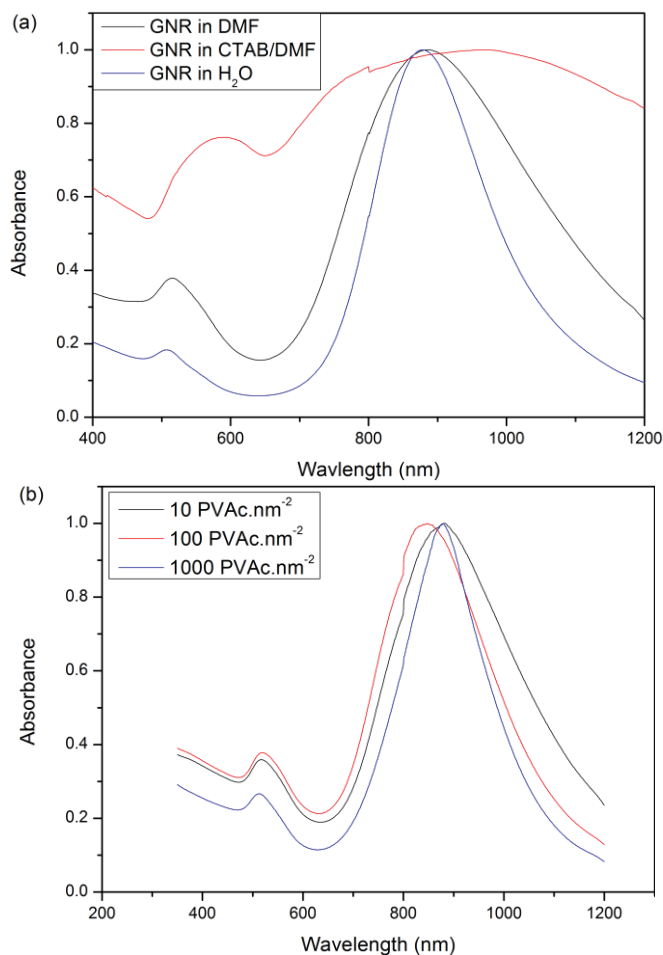 (a)
GNR in DMF
GNR in CTAB/DMF
GNR in H₂O
1.0
0.8
0.6
0.4
0.2
0.0
Absorbance
400 600 800 1000 1200
Wavlength (nm)
(b)
10 PVAc.nm⁻²
100 PVAc.nm⁻²
1000 PVAc.nm⁻²
1.0
0.8
0.6
0.4
0.2
0.0
Absorbance
200 400 600 800 1000 1200
Wavelength (nm)